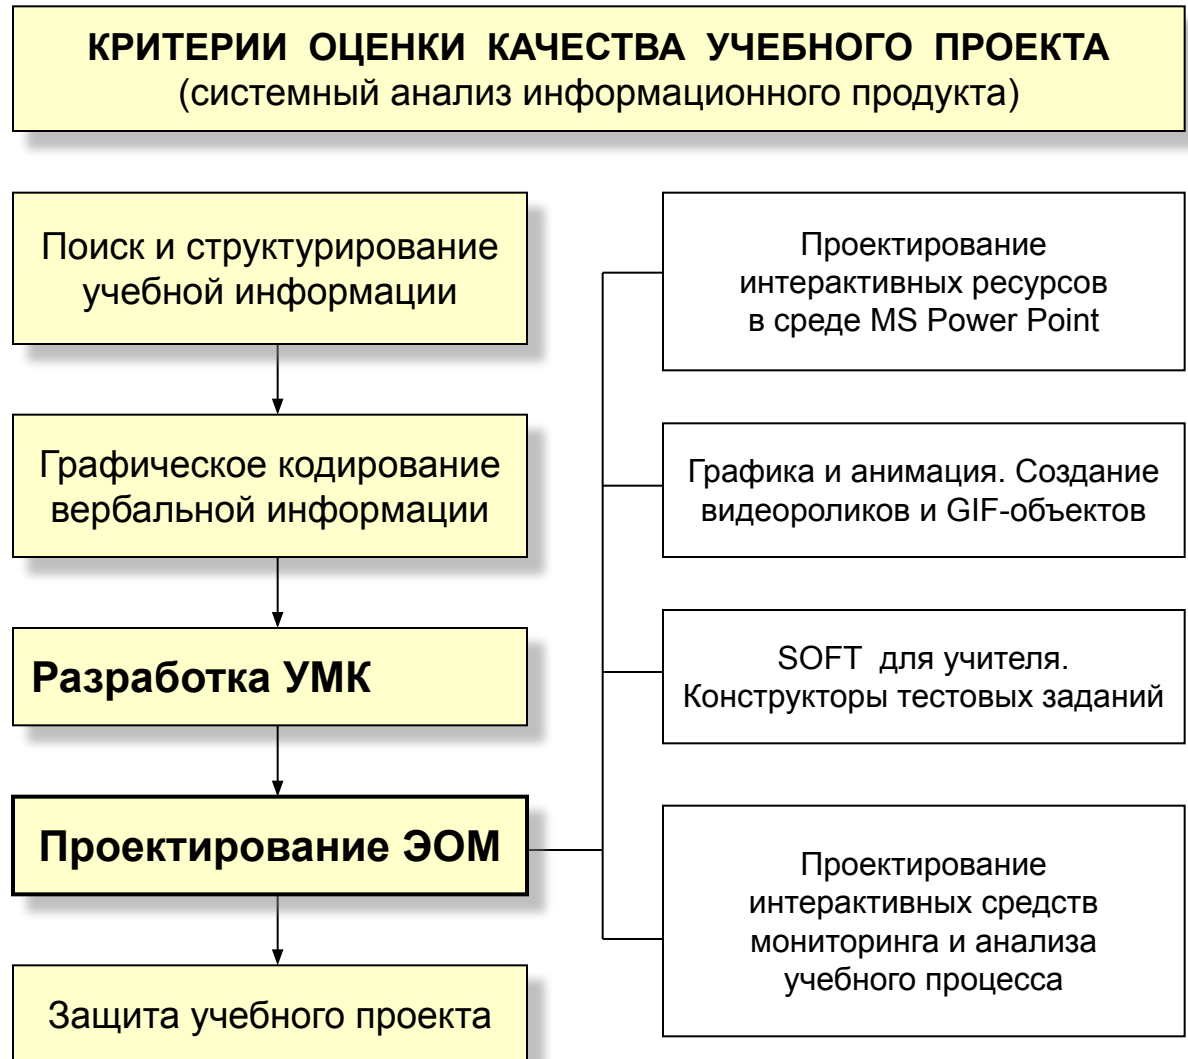 КРИТЕРИИ ОЦЕНКИ КАЧЕСТВА УЧЕБНОГО ПРОЕКТА
(системный анализ информационного продукта)
Поиск и структурирование
учебной информации
Графическое кодирование
вербальной информации
Разработка УМК
Проектирование ЭОМ
Защита учебного проекта
Проектирование
интерактивных ресурсов
в среде MS Power Point
Графика и анимация. Создание
видеороликов и GIF-объектов
SOFT для учителя.
Конструкторы тестовых заданий
Проектирование
интерактивных средств
мониторинга и анализа
учебного процесса